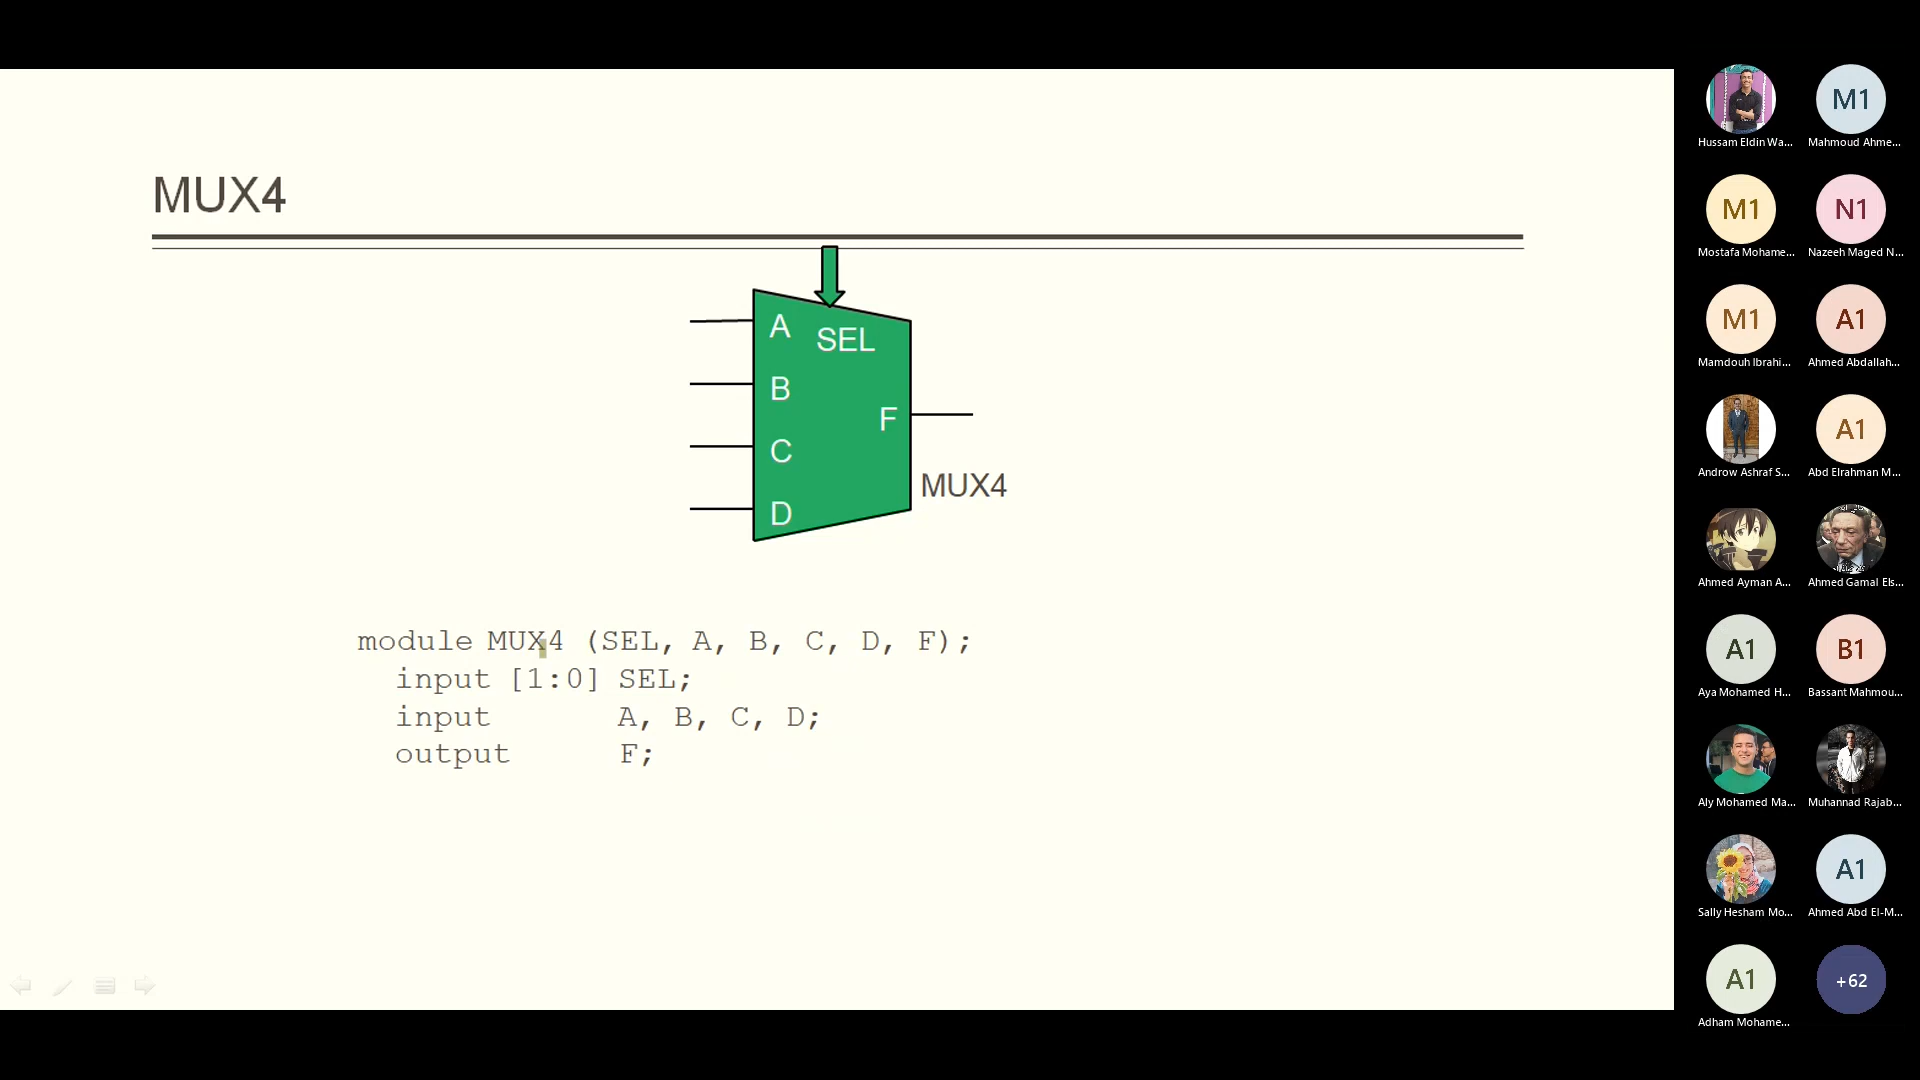 MUX4
A
SEL
B
F
C
MUX4
D
module MUX4 (SEL, A, B, C, D, F);
input [1:0] SEL;
input A, B, C, D;
output F;
Hussam Eldin Wa...
M1
Mahmoud Ahme...
M1
Mostafa Mohame...
N1
Nazeeh Maged N...
M1
Mamdouh Ibrahi...
A1
Ahmed Abdallah...
Androw Ashraf S...
A1
Abd Elrahman M...
Ahmed Ayman A...
Ahmed Gamal Els...
A1
Aya Mohamed H...
B1
Bassant Mahmou...
Aly Mohamed Ma...
Muhannad Rajab...
Sally Hesham Mo...
A1
Ahmed Abd El-M...
A1
Adham Mohame...
+62